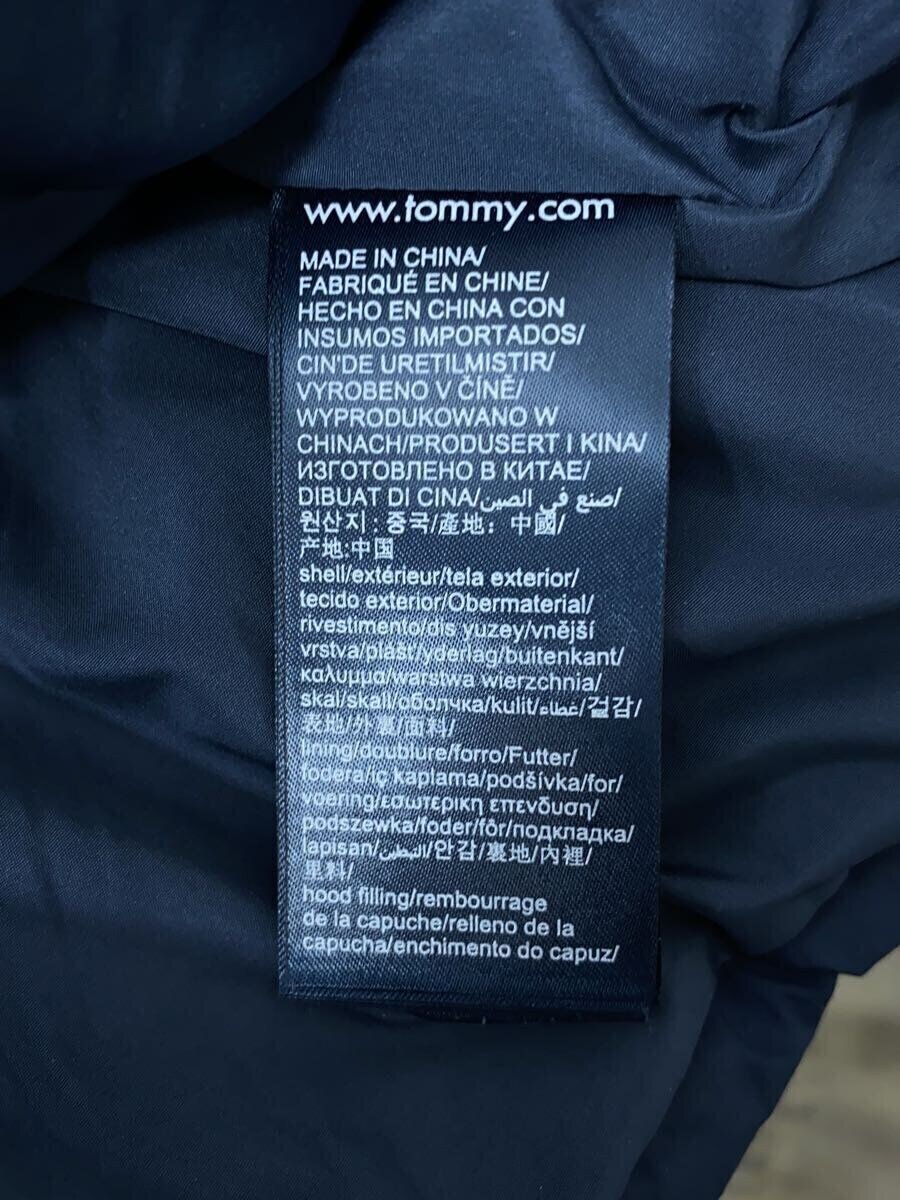 www.tommy.com
MADE IN CHINA/
FABRIQUÉ EN CHINE/
HECHO EN CHINA CON
INSUMOS IMPORTADOS/
CIN'DE URETILMISTIR/
VYROBENO V ČÍNĚ/
WYPRODUKOWANO W
CHINACH/PRODUSERT I KINA/
ИЗГОТОВЛЕНО В КИТАЕ/
DIBUAT DI CINA/صنع في الصين/
원산지 : 중국/產地：中國/
产地:中国
shell/extérieur/tela exterior/
tecido exterior/Obermaterial/
rivestimento/dis yuzey/vnější
vrstva/plášť/yderlag/buitenkant/
καλυμμα/warstwa wierzchnia/
skal/skall/оболчка/kulit/غطاء/겉감/
表地/外裏/面料/
lining/doublure/forro/Futter/
fodera/iç kaplama/podšívka/for/
voering/εσωτερικη επενδυση/
podszewka/foder/fôr/подкладка/
lapisan/التبطين/안감/裏地/內裡/
里料/
hood filling/rembourrage
de la capuche/relleno de la
capucha/enchimento do capuz/